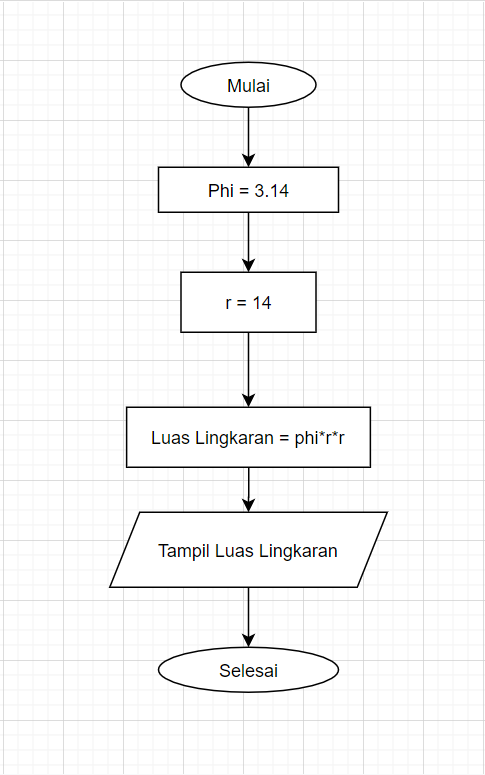 Mulai
Phi = 3.14
r = 14
Luas Lingkaran = phi*r*r
Tampil Luas Lingkaran
Selesai